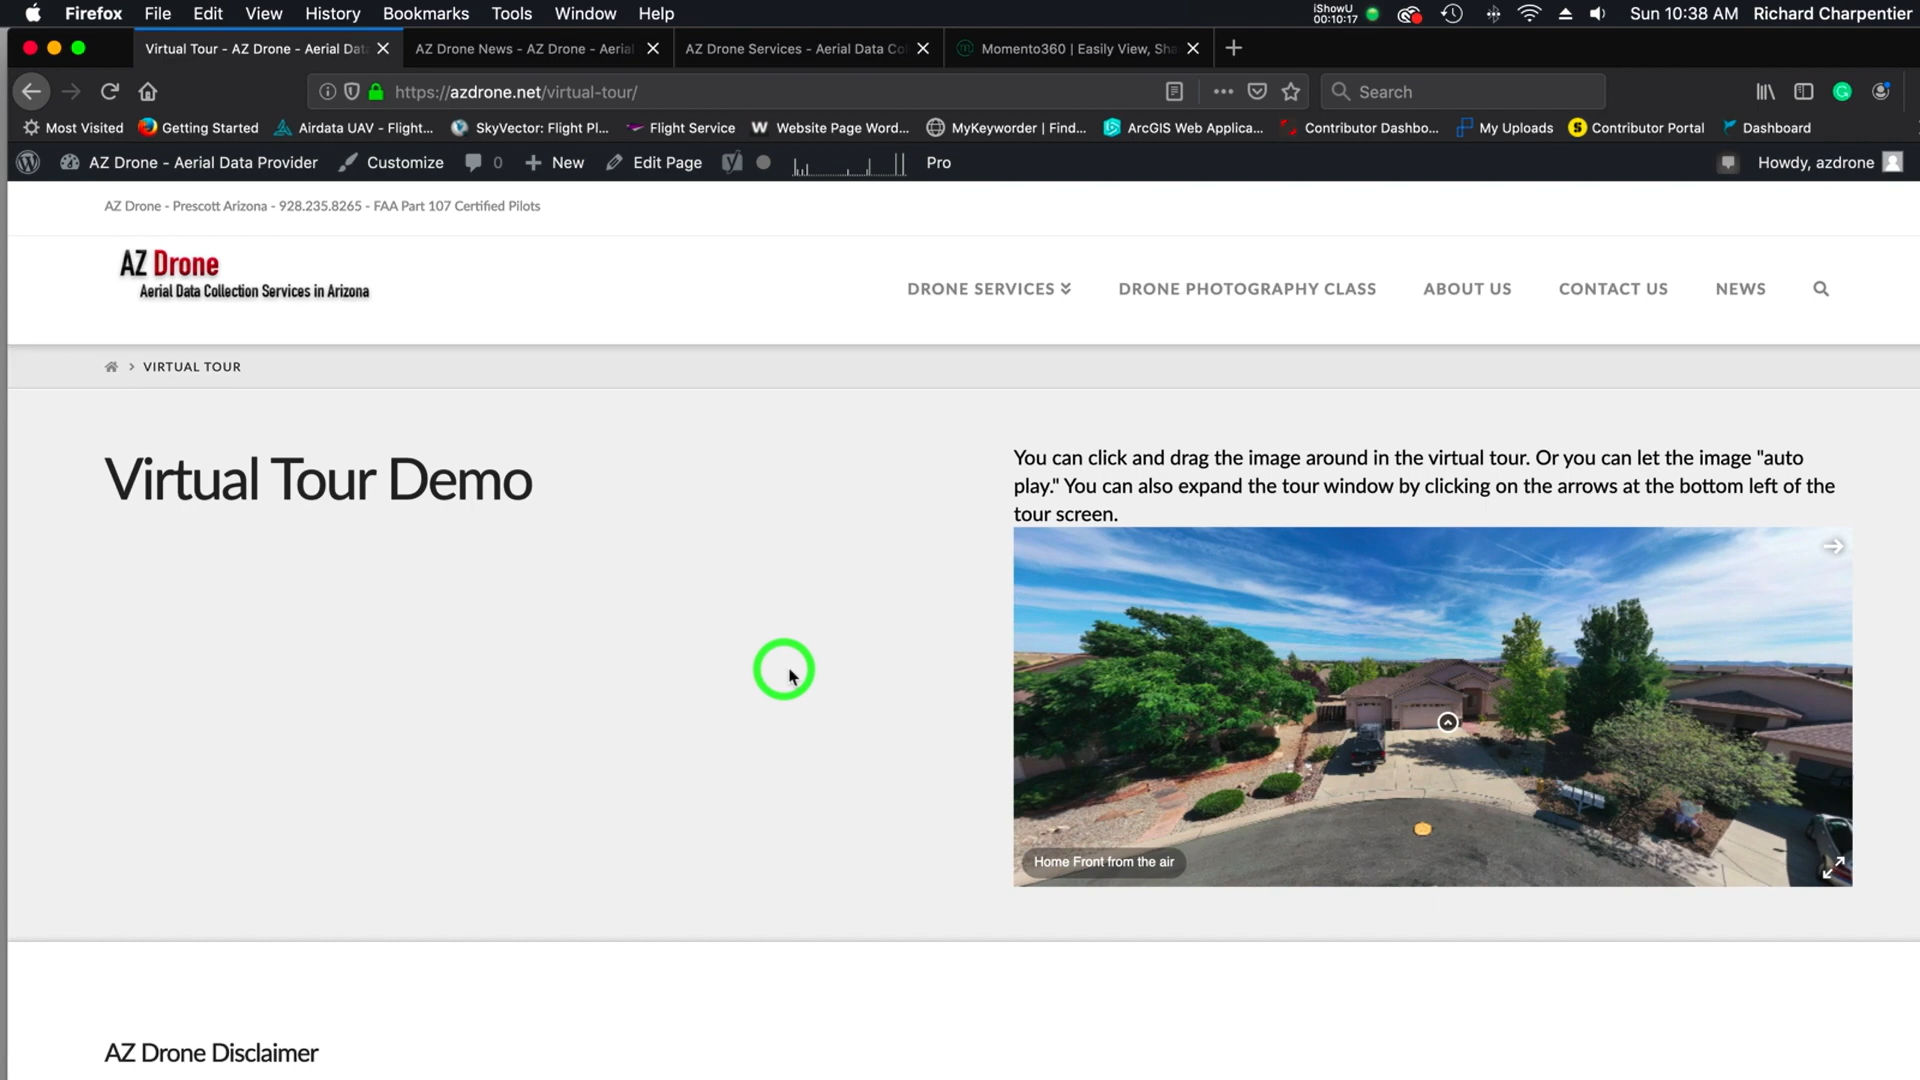 Firefox File Edit View History Bookmarks Tools Window Help iShowU 00:10:17 Sun 10:38 AM Richard Charpentier
Virtual Tour - AZ Drone - Aerial Dat AZ Drone News - AZ Drone - Aerial AZ Drone Services - Aerial Data Co Momento360 | Easily View, Sha
https://azdrone.net/virtual-tour/ Search
Most Visited Getting Started Airdata UAV - Flight... SkyVector: Flight Pl... Flight Service Website Page Word... MyKeyworder | Find... ArcGIS Web Applica... Contributor Dashbo... My Uploads Contributor Portal Dashboard
AZ Drone - Aerial Data Provider Customize 0 New Edit Page Pro Howdy, azdrone
AZ Drone - Prescott Arizona - 928.235.8265 - FAA Part 107 Certified Pilots
AZ Drone
Aerial Data Collection Services in Arizona
DRONE SERVICES DRONE PHOTOGRAPHY CLASS ABOUT US CONTACT US NEWS
VIRTUAL TOUR
Virtual Tour Demo
You can click and drag the image around in the virtual tour. Or you can let the image "auto
play." You can also expand the tour window by clicking on the arrows at the bottom left of the
tour screen.
Home Front from the air
AZ Drone Disclaimer